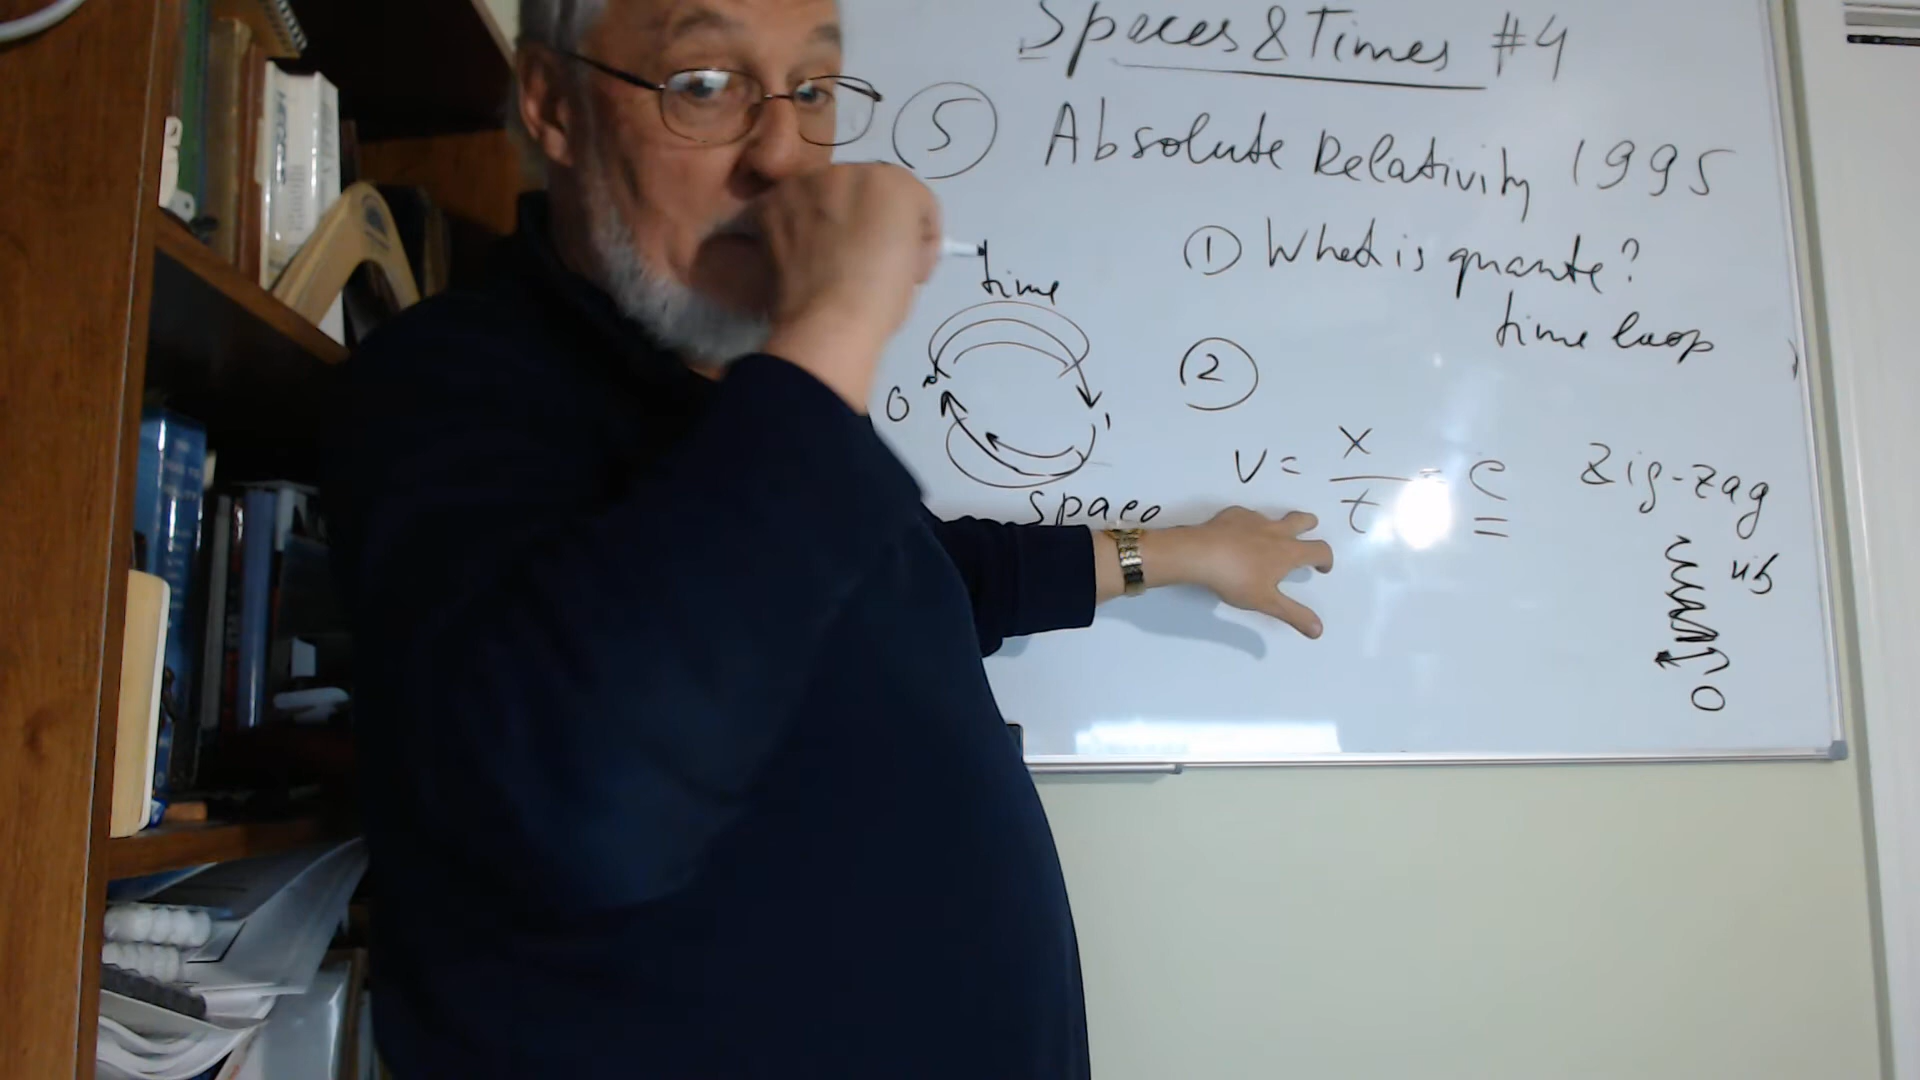 Spaces & Times #4
5 Absolute Relativity 1995
1 What is quante?
time loop
time
0
1
space
2
V = x / t = c
zig-zag
0